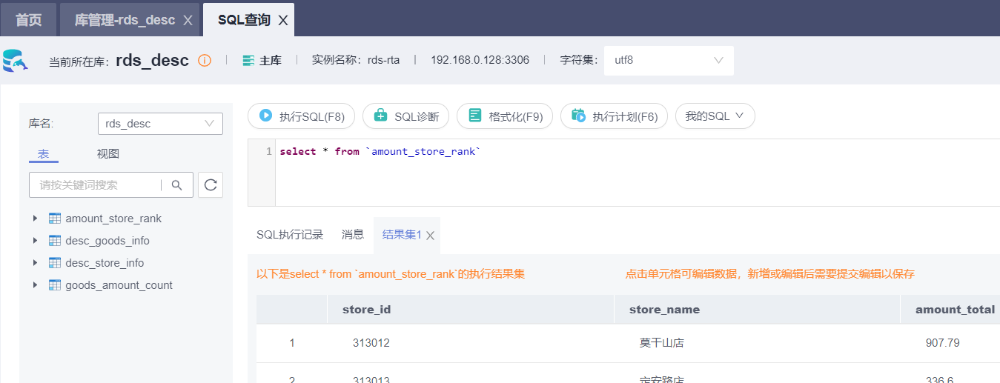 首页 库管理-rds_desc SQL查询
当前所在库: rds_desc 主库 实例名称: rds-rta 192.168.0.128:3306 字符集: utf8
库名: rds_desc
表 视图
请按关键词搜索
amount_store_rank
desc_goods_info
desc_store_info
goods_amount_count
执行SQL(F8) SQL诊断 格式化(F9) 执行计划(F6) 我的SQL
1 select * from `amount_store_rank`
SQL执行记录 消息 结果集1
以下是select * from `amount_store_rank`的执行结果集 点击单元格可编辑数据，新增或编辑后需要提交编辑以保存
store_id store_name amount_total
1 313012 莫干山店 907.79
2 313013 定安路店 336.6